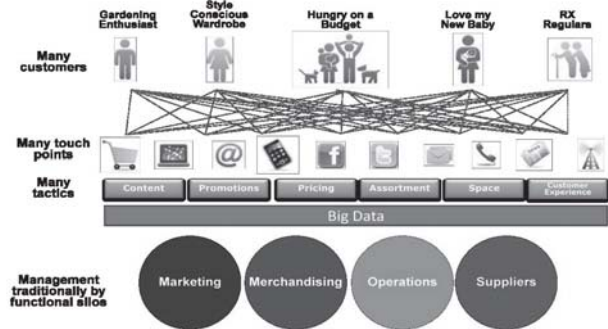 Gardening
Enthusiast
Style
Conscious
Wardrobe
Hungry on a
Budget
Love my
New Baby
RX
Regulars
Many
customers
Many touch
points
@
f
Many
tactics
Content
Promotions
Pricing
Assortment
Space
Customer
Experience
Big Data
Management
traditionally by
functional silos
Marketing
Merchandising
Operations
Suppliers